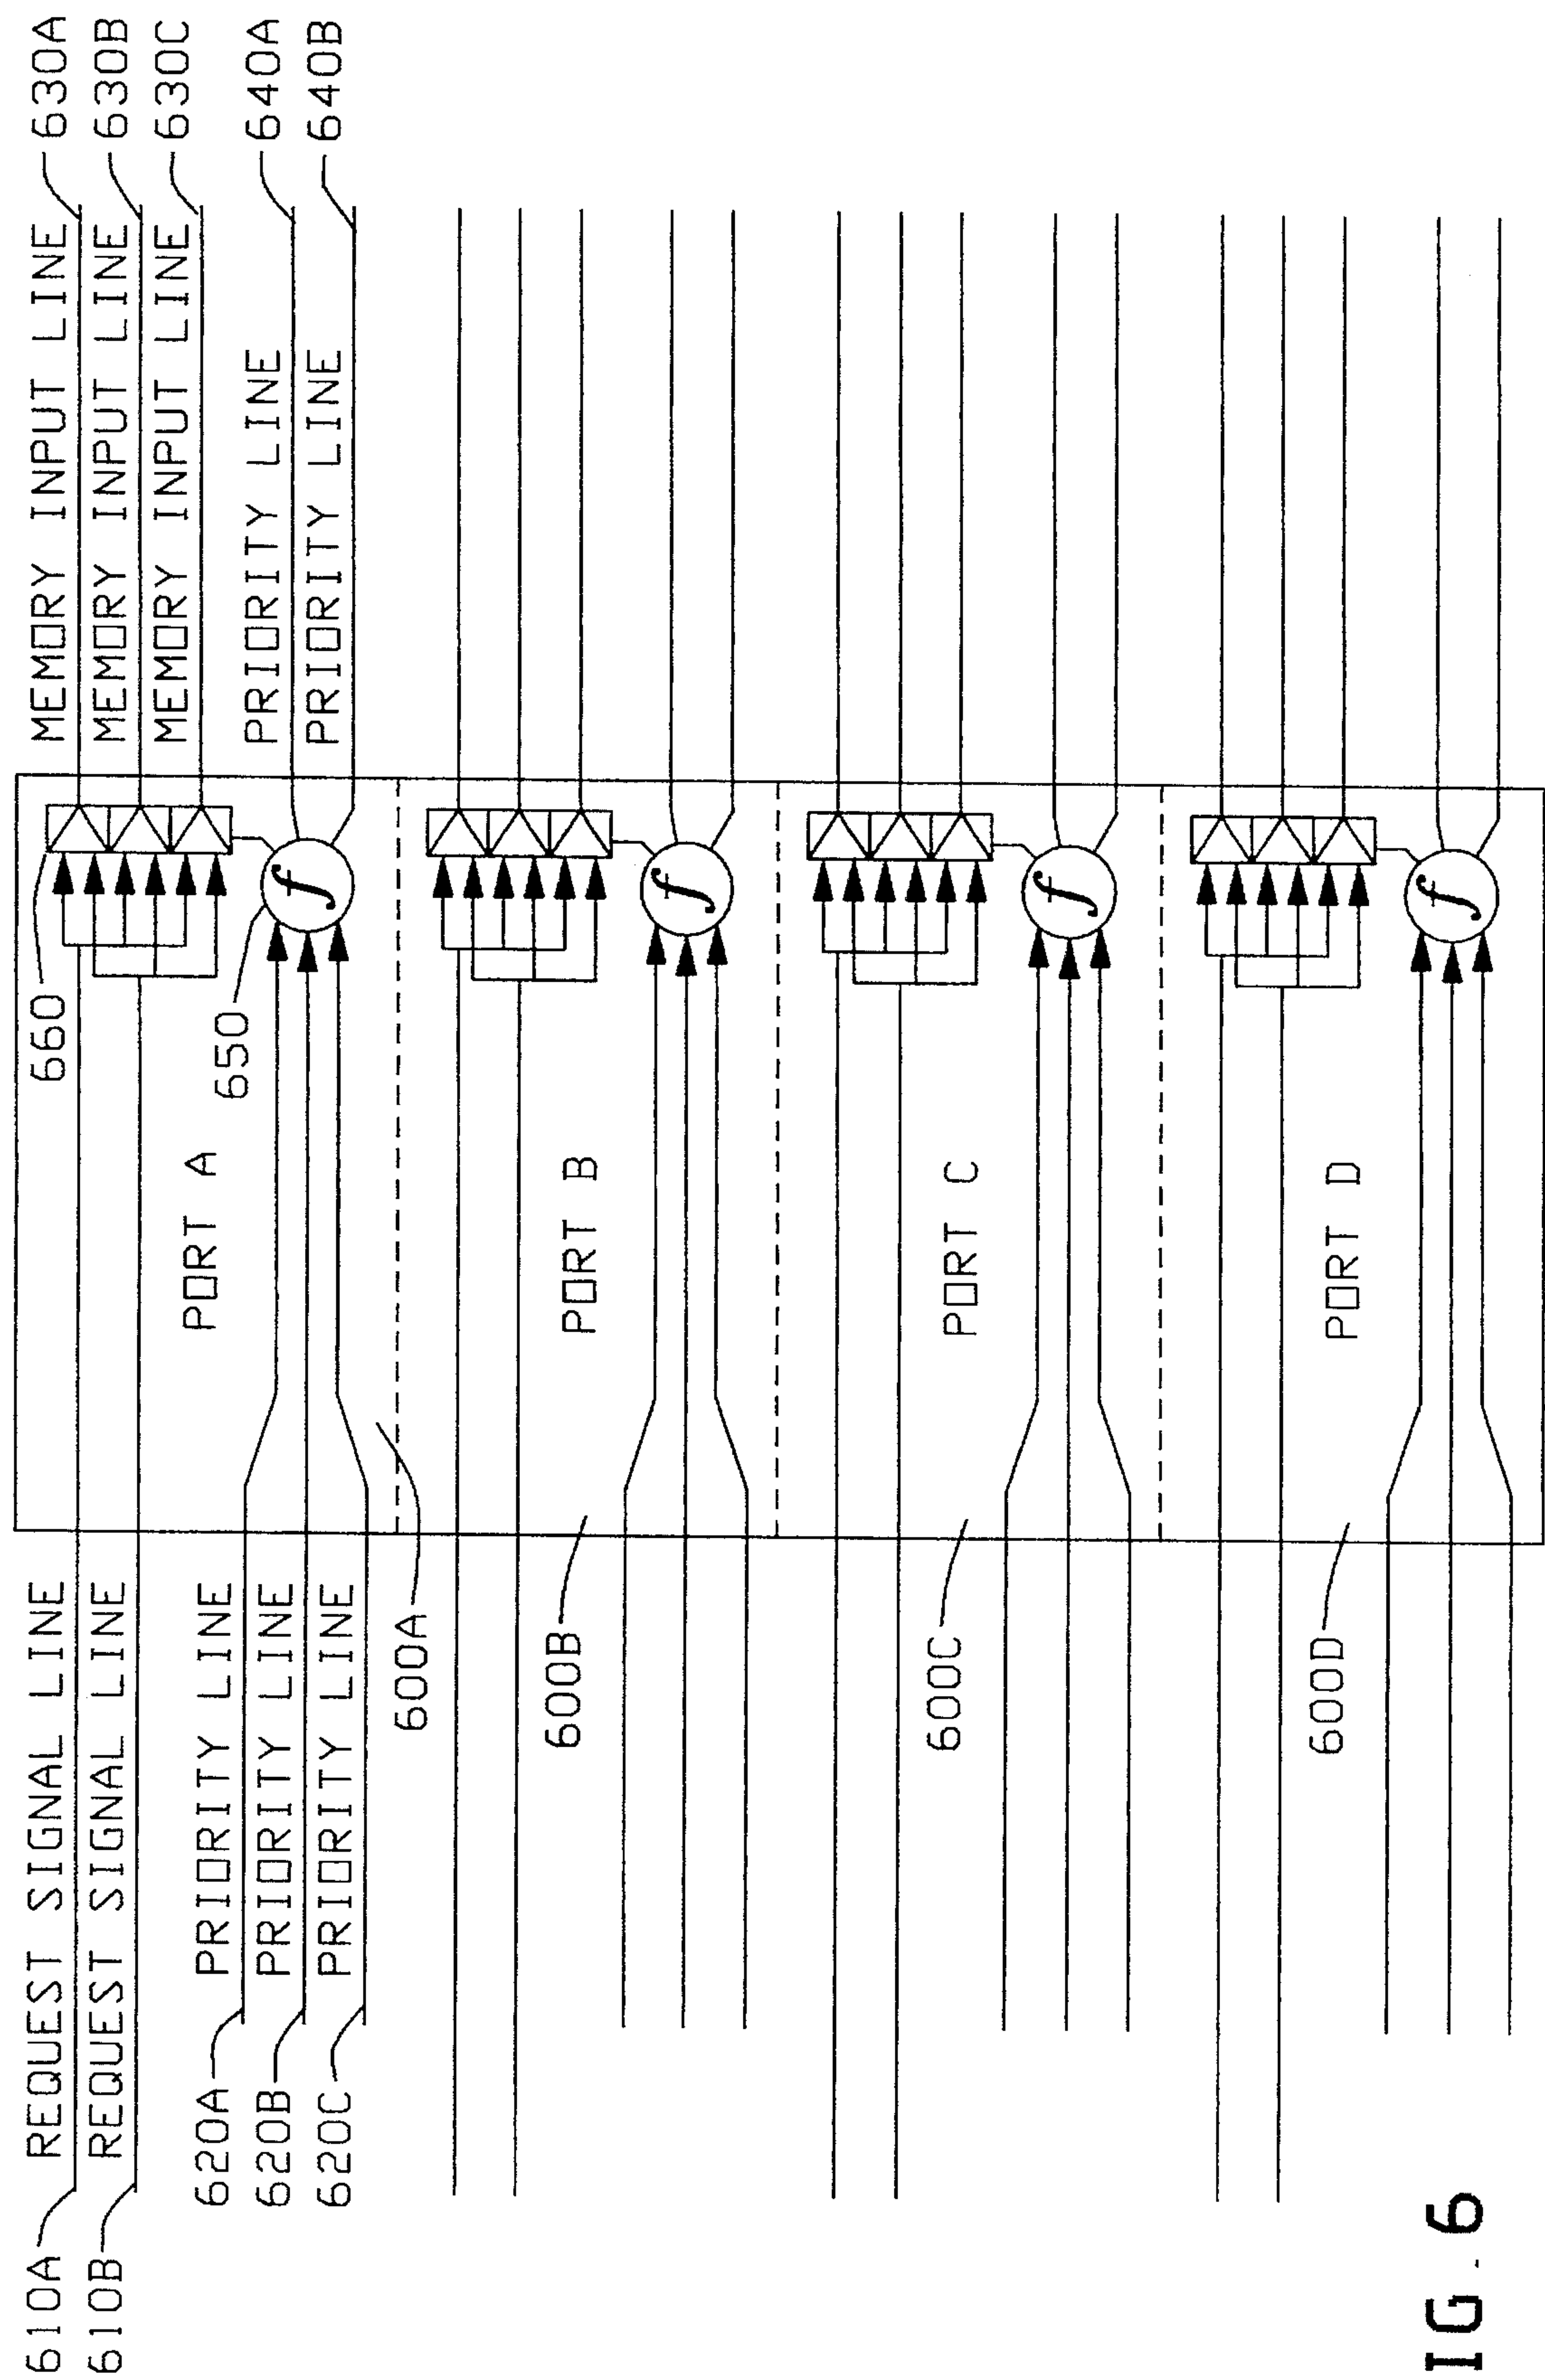 610A REQUEST SIGNAL LINE
610B REQUEST SIGNAL LINE
620A PRIORITY LINE
620B PRIORITY LINE
620C PRIORITY LINE
600A
600B
600C
600D
660
650
PORT A
PORT B
PORT C
PORT D
f
f
f
f
MEMORY INPUT LINE 630A
MEMORY INPUT LINE 630B
MEMORY INPUT LINE 630C
PRIORITY LINE 640A
PRIORITY LINE 640B
IG. 6